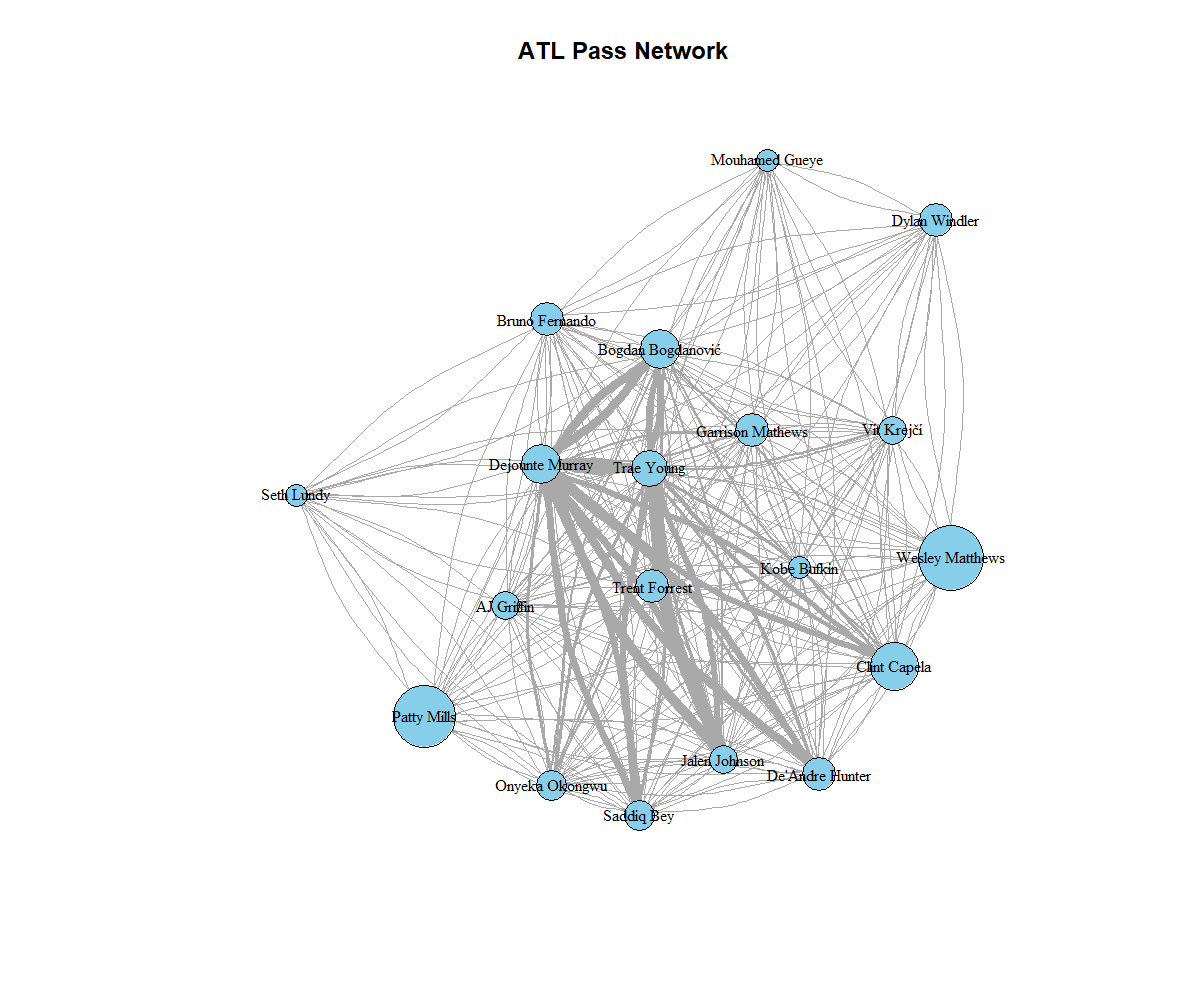 ATL Pass Network
Mouhamed Gueye
Dylan Windler
Bruno Fernando
Bogdan Bogdanović
Garrison Mathews
Vít Krejčí
Dejounte Murray
Trae Young
Seth Lundy
Wesley Matthews
Kobe Bufkin
Trent Forrest
AJ Griffin
Clint Capela
Patty Mills
Jalen Johnson
De'Andre Hunter
Onyeka Okongwu
Saddiq Bey